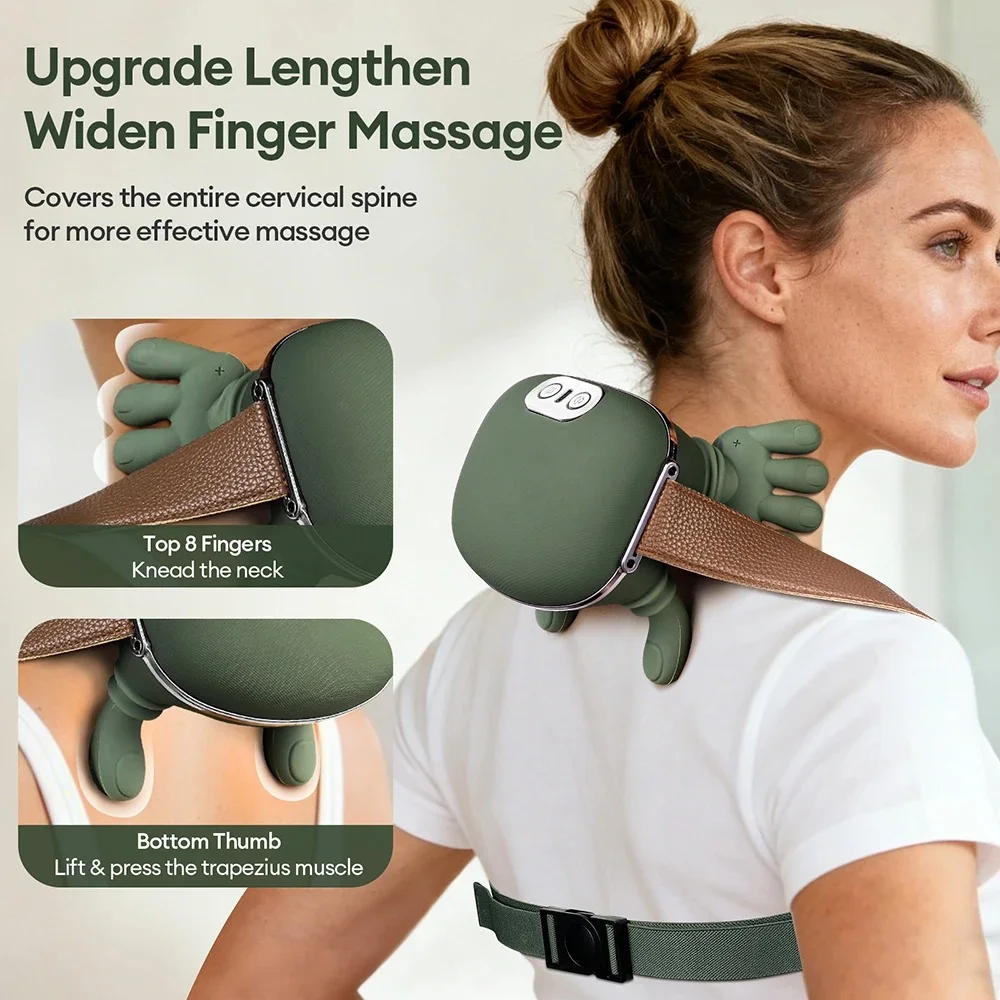 Upgrade Lengthen
Widen Finger Massage
Covers the entire cervical spine
for more effective massage
Top 8 Fingers
Knead the neck
Bottom Thumb
Lift & press the trapezius muscle